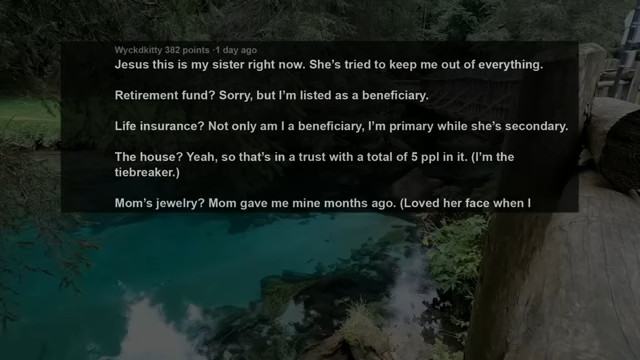 Wyckdkitty 382 points · 1 day ago
Jesus this is my sister right now. She's tried to keep me out of everything.
Retirement fund? Sorry, but I'm listed as a beneficiary.
Life insurance? Not only am I a beneficiary, I'm primary while she's secondary.
The house? Yeah, so that's in a trust with a total of 5 ppl in it. (I'm the
tiebreaker.)
Mom's jewelry? Mom gave me mine months ago. (Loved her face when I